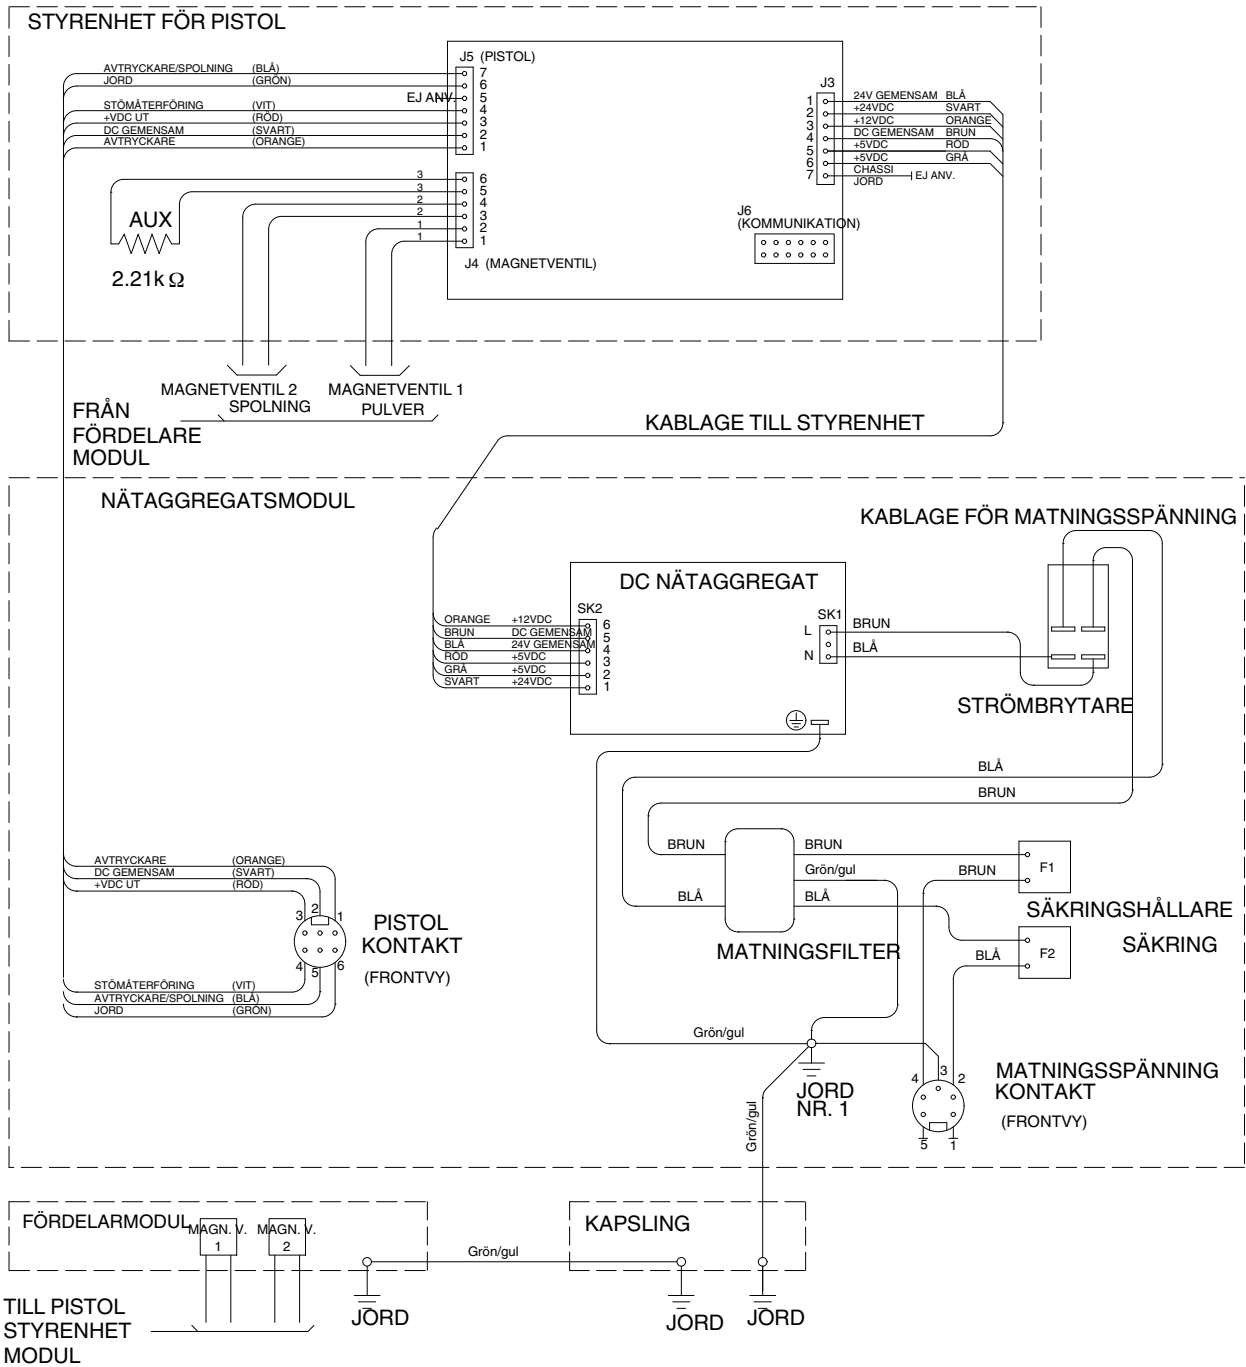 STYRENHET FÖR PISTOL
J5 (PISTOL)
AVTRYCKARE/SPOLNING (BLÅ) 7
JORD (GRÖN) 6
EJ ANV. 5
STÖMÅTERFÖRING (VIT) 4
+VDC UT (RÖD) 3
DC GEMENSAM (SVART) 2
AVTRYCKARE (ORANGE) 1
J3
1 24V GEMENSAM BLÅ
2 +24VDC SVART
3 +12VDC ORANGE
4 DC GEMENSAM BRUN
5 +5VDC RÖD
6 +5VDC GRÅ
7 CHASSI JORD EJ ANV.
3 6
3 5
2 4
2 3
1 2
1 1
J4 (MAGNETVENTIL)
AUX
2.21k Ω
J6
(KOMMUNIKATION)
MAGNETVENTIL 2
SPOLNING
MAGNETVENTIL 1
PULVER
FRÅN
FÖRDELARE
MODUL
KABLAGE TILL STYRENHET
NÄTAGGREGATSMODUL
KABLAGE FÖR MATNINGSSPÄNNING
DC NÄTAGGREGAT
SK2
ORANGE +12VDC 6
BRUN DC GEMENSAM 5
BLÅ 24V GEMENSAM 4
RÖD +5VDC 3
GRÅ +5VDC 2
SVART +24VDC 1
SK1
L BRUN
N BLÅ
STRÖMBRYTARE
BLÅ
BRUN
BRUN
BLÅ
BRUN
Grön/gul
BLÅ
MATNINGSFILTER
BRUN
F1
SÄKRINGSHÅLLARE
SÄKRING
BLÅ
F2
AVTRYCKARE (ORANGE)
DC GEMENSAM (SVART)
+VDC UT (RÖD)
3 2 1
4 5 6
PISTOL
KONTAKT
(FRONTVY)
STÖMÅTERFÖRING (VIT)
AVTRYCKARE/SPOLNING (BLÅ)
JORD (GRÖN)
Grön/gul
JORD
NR. 1
Grön/gul
4 3 2
5 1
MATNINGSSPÄNNING
KONTAKT
(FRONTVY)
FÖRDELARMODUL
MAGN. V.
1
MAGN. V.
2
Grön/gul
KAPSLING
JORD
JORD
JORD
TILL PISTOL
STYRENHET
MODUL